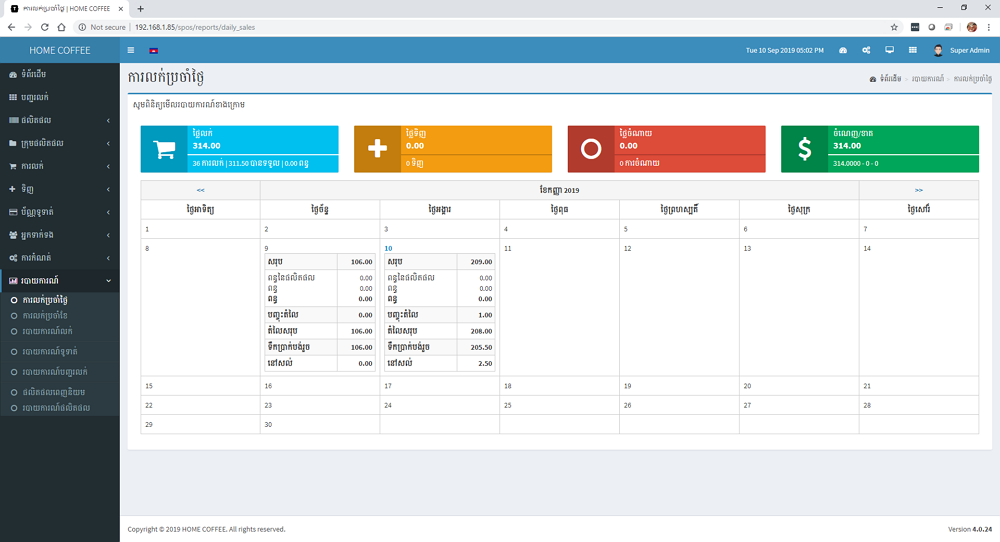 ការលក់ប្រចាំថ្ងៃ | HOME COFFEE
Not secure | 192.168.1.85/spos/reports/daily_sales
HOME COFFEE
Tue 10 Sep 2019 05:02 PM
Super Admin
ទំព័រដើម
បញ្ជរលក់
ផលិតផល
ក្រុមផលិតផល
ការលក់
ទិញ
ប័ណ្ណទូទាត់
អ្នកទាក់ទង
ការកំណត់
របាយការណ៍
ការលក់ប្រចាំថ្ងៃ
ការលក់ប្រចាំខែ
របាយការណ៍លក់
របាយការណ៍ទូទាត់
របាយការណ៍បញ្ជរលក់
ផលិតផលពេញនិយម
របាយការណ៍ផលិតផល
ការលក់ប្រចាំថ្ងៃ
ទំព័រដើម > របាយការណ៍ > ការលក់ប្រចាំថ្ងៃ
សូមពិនិត្យមើលរបាយការណ៍ខាងក្រោម
ថ្ងៃលក់
314.00
36 ការលក់ | 311.50 បានទទួល | 0.00 ពន្ធ
ថ្ងៃទិញ
0.00
0 ទិញ
ថ្ងៃចំណាយ
0.00
0 ការចំណាយ
ចំណេញ/ខាត
314.00
314.0000 - 0 - 0
<< ខែកញ្ញា 2019 >>
ថ្ងៃអាទិត្យ ថ្ងៃច័ន្ទ ថ្ងៃអង្គារ ថ្ងៃពុធ ថ្ងៃព្រហស្បតិ៍ ថ្ងៃសុក្រ ថ្ងៃសៅរ៍
1 2 3 4 5 6 7
8 9 10 11 12 13 14
សរុប 106.00 សរុប 209.00
ពន្ធនៃផលិតផល 0.00 ពន្ធនៃផលិតផល 0.00
ពន្ធ 0.00 ពន្ធ 0.00
ពន្ធ 0.00 ពន្ធ 0.00
បញ្ចុះតំលៃ 0.00 បញ្ចុះតំលៃ 1.00
តំលៃសរុប 106.00 តំលៃសរុប 208.00
ទឹកប្រាក់បង់រួច 106.00 ទឹកប្រាក់បង់រួច 205.50
នៅសល់ 0.00 នៅសល់ 2.50
15 16 17 18 19 20 21
22 23 24 25 26 27 28
29 30
Copyright © 2019 HOME COFFEE. All rights reserved.
Version 4.0.24